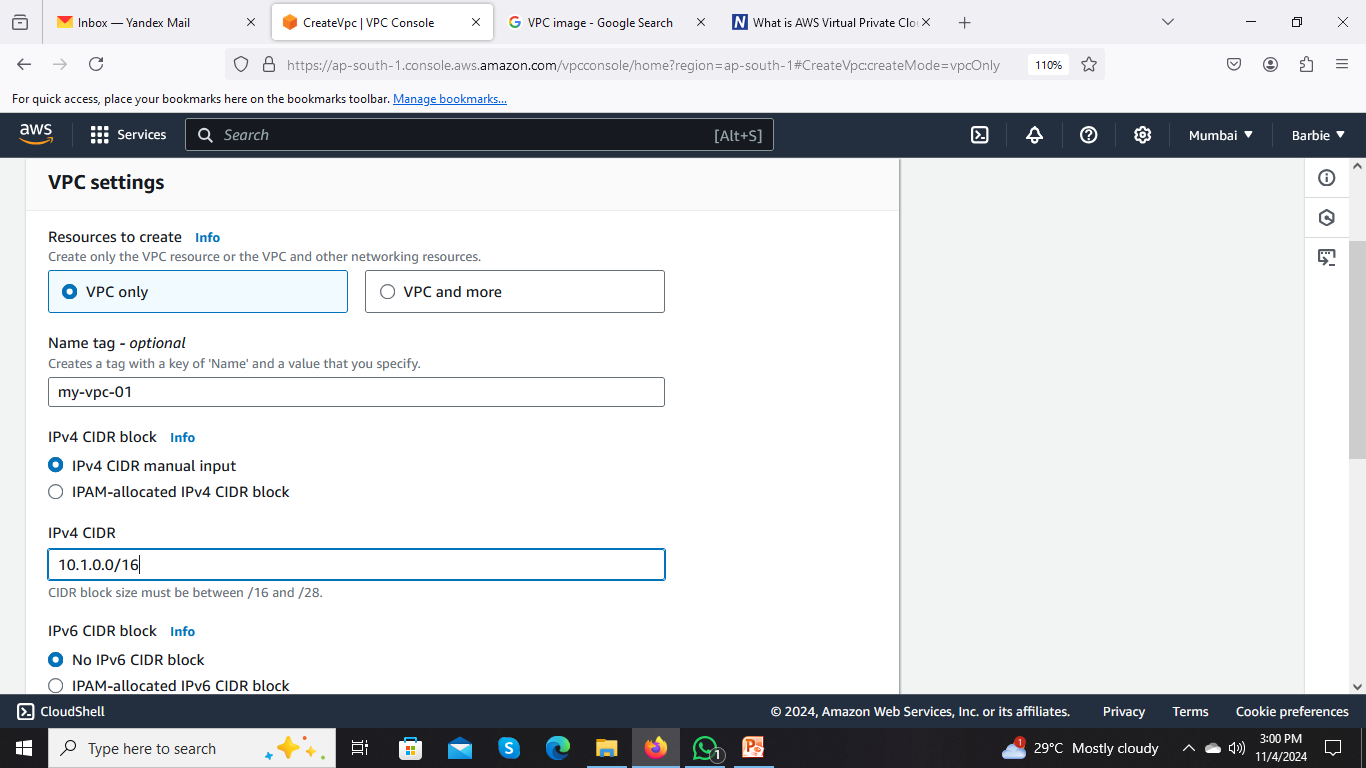 Inbox — Yandex Mail
CreateVpc | VPC Console
VPC image - Google Search
What is AWS Virtual Private Clo
https://ap-south-1.console.aws.amazon.com/vpcconsole/home?region=ap-south-1#CreateVpc:createMode=vpcOnly
110%
For quick access, place your bookmarks here on the bookmarks toolbar. Manage bookmarks...
aws
Services
Search
[Alt+S]
Mumbai
Barbie
VPC settings
Resources to create Info
Create only the VPC resource or the VPC and other networking resources.
VPC only
VPC and more
Name tag - optional
Creates a tag with a key of 'Name' and a value that you specify.
my-vpc-01
IPv4 CIDR block Info
IPv4 CIDR manual input
IPAM-allocated IPv4 CIDR block
IPv4 CIDR
10.1.0.0/16
CIDR block size must be between /16 and /28.
IPv6 CIDR block Info
No IPv6 CIDR block
IPAM-allocated IPv6 CIDR block
CloudShell
© 2024, Amazon Web Services, Inc. or its affiliates.
Privacy
Terms
Cookie preferences
Type here to search
1
1
29°C Mostly cloudy
3:00 PM
11/4/2024